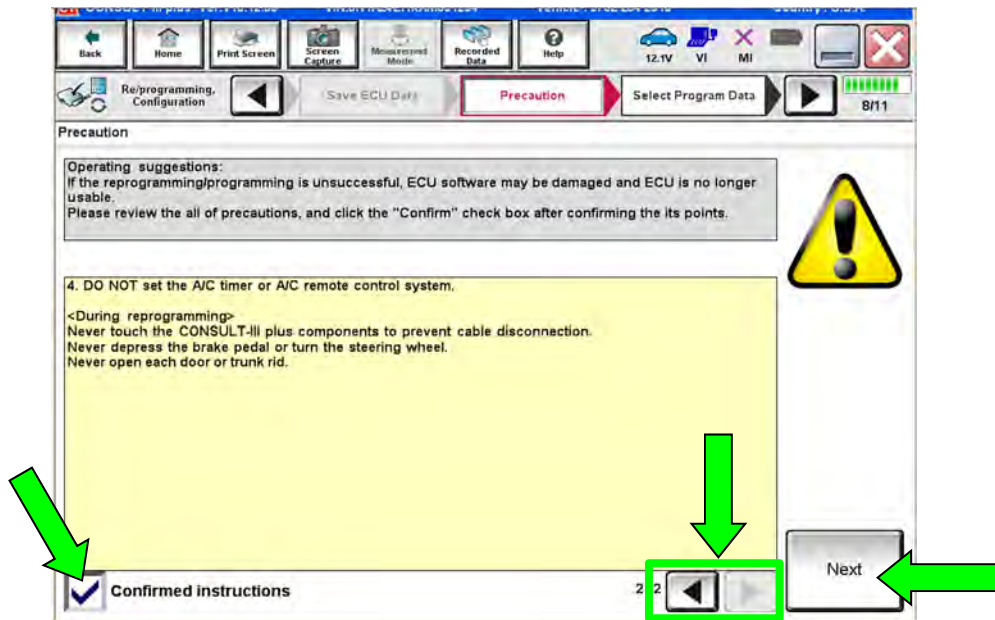 Back
Home
Print Screen
Screen Capture
Measurement Mode
Recorded Data
Help
12.1V
VI
MI
Re/programming, Configuration
Save ECU Data
Precaution
Select Program Data
8/11
Precaution
Operating suggestions:
If the reprogramming/programming is unsuccessful, ECU software may be damaged and ECU is no longer
usable.
Please review the all of precautions, and click the "Confirm" check box after confirming the its points.
4. DO NOT set the A/C timer or A/C remote control system.
<During reprogramming>
Never touch the CONSULT-III plus components to prevent cable disconnection.
Never depress the brake pedal or turn the steering wheel.
Never open each door or trunk rid.
Confirmed instructions
Next